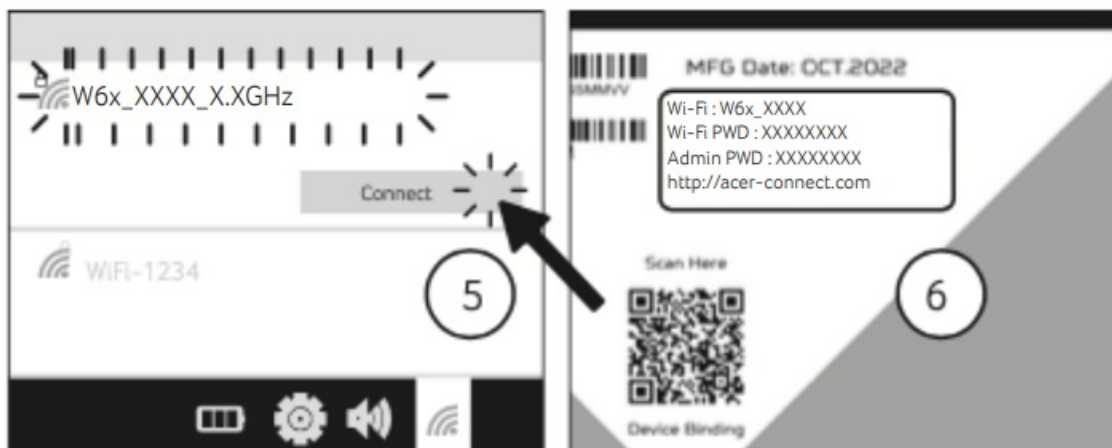 W6x_XXXX_X.XGHz
Connect
WiFi-1234
5
MFG Date: OCT.2022
SSMMVV
Wi-Fi : W6x_XXXX
Wi-Fi PWD : XXXXXXXX
Admin PWD : XXXXXXXX
http://acer-connect.com
Scan Here
6
Device Binding